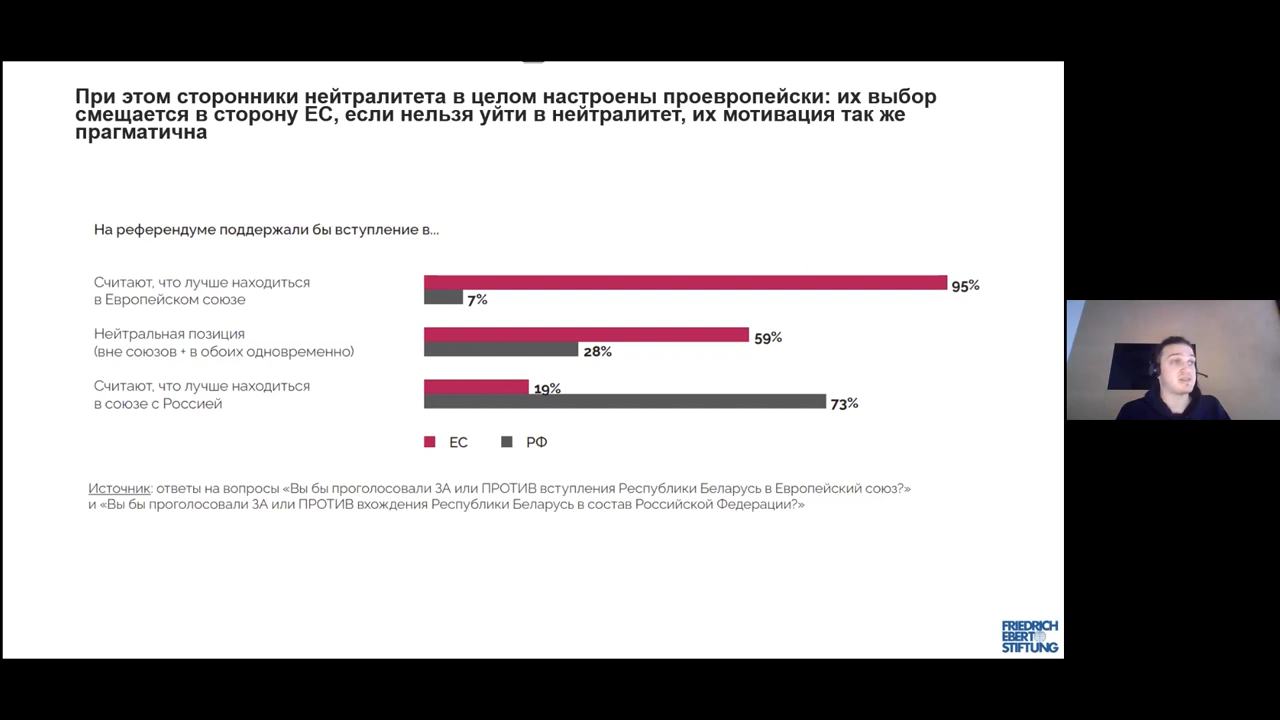 При этом сторонники нейтралитета в целом настроены проевропейски: их выбор
смещается в сторону ЕС, если нельзя уйти в нейтралитет, их мотивация так же
прагматична
На референдуме поддержали бы вступление в...
Считают, что лучше находиться
в Европейском союзе
95%
7%
Нейтральная позиция
(вне союзов + в обоих одновременно)
59%
28%
Считают, что лучше находиться
в союзе с Россией
19%
73%
ЕС
РФ
Источник: ответы на вопросы «Вы бы проголосовали ЗА или ПРОТИВ вступления Республики Беларусь в Европейский союз?»
и «Вы бы проголосовали ЗА или ПРОТИВ вхождения Республики Беларусь в состав Российской Федерации?»
FRIEDRICH
EBERT
STIFTUNG